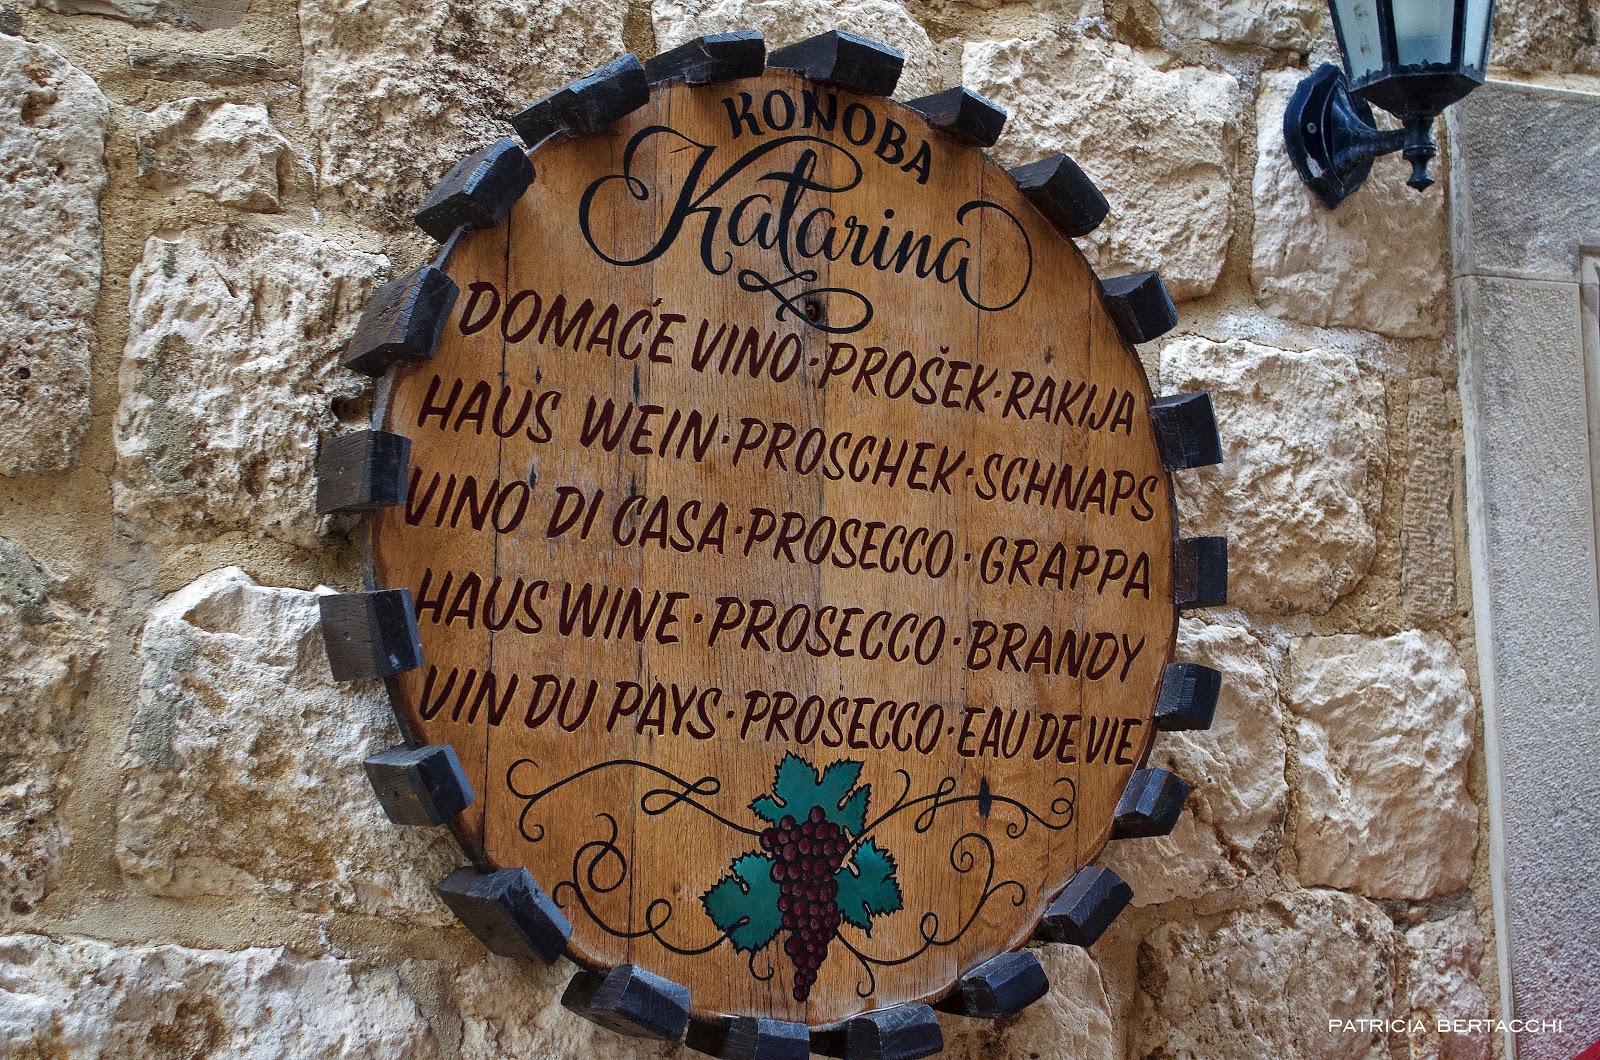 KONOBA
Katarina
DOMAĆE VINO · PROŠEK · RAKIJA
HAUS WEIN · PROSCHEK · SCHNAPS
VINO DI CASA · PROSECCO · GRAPPA
HAUS WINE · PROSECCO · BRANDY
VIN DU PAYS · PROSECCO · EAU DE VIE
PATRICIA BERTACCHI